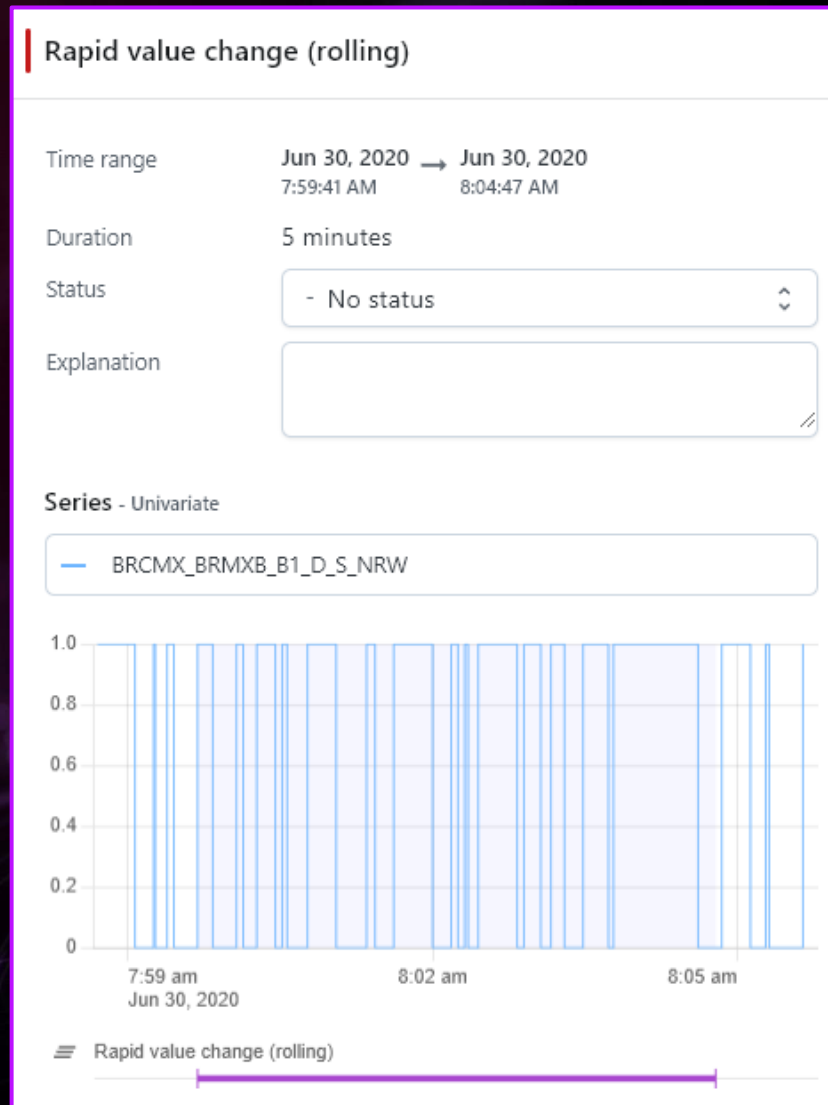 Rapid value change (rolling)
Time range Jun 30, 2020 → Jun 30, 2020
7:59:41 AM 8:04:47 AM
Duration 5 minutes
Status - No status
Explanation
Series - Univariate
BRCMX_BRMXB_B1_D_S_NRW
1.0
0.8
0.6
0.4
0.2
0
7:59 am 8:02 am 8:05 am
Jun 30, 2020
Rapid value change (rolling)